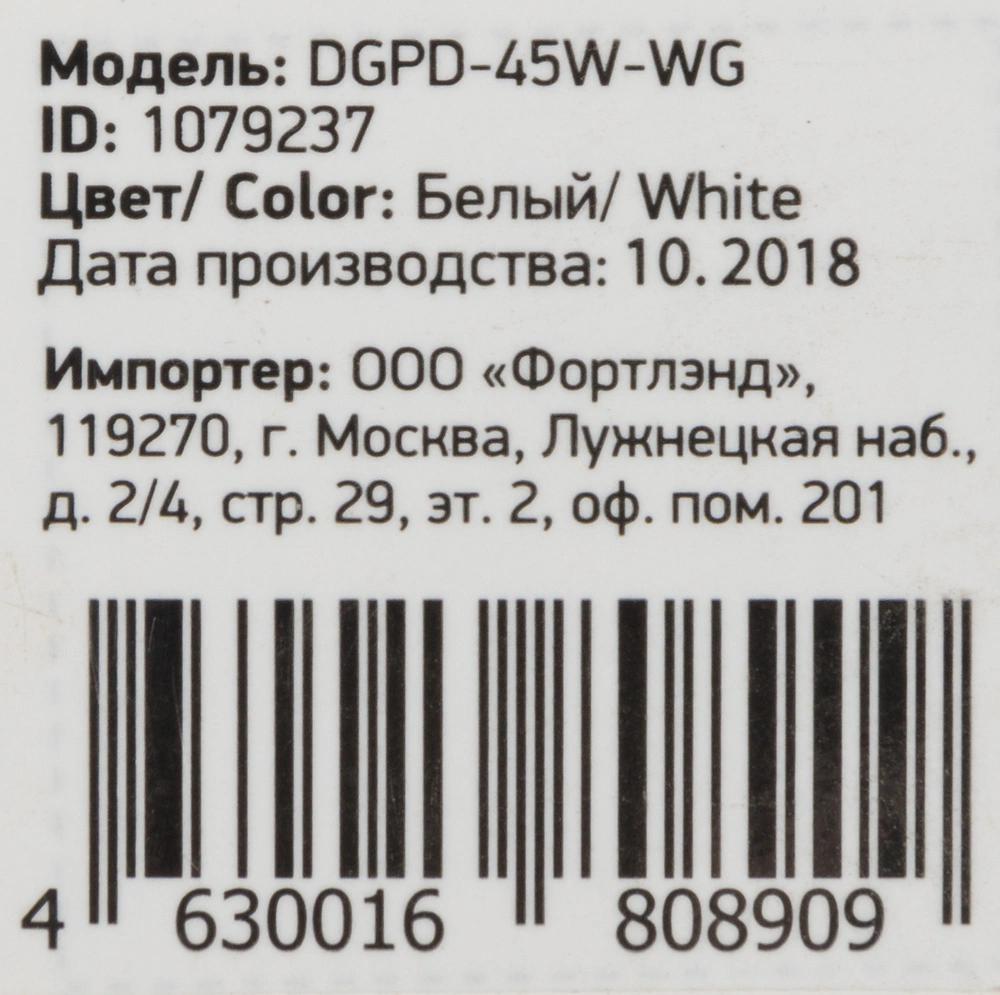 Модель: DGPD-45W-WG
ID: 1079237
Цвет/ Color: Белый/ White
Дата производства: 10. 2018
Импортер: ООО «Фортлэнд»,
119270, г. Москва, Лужнецкая наб.,
д. 2/4, стр. 29, эт. 2, оф. пом. 201
4 630016 808909